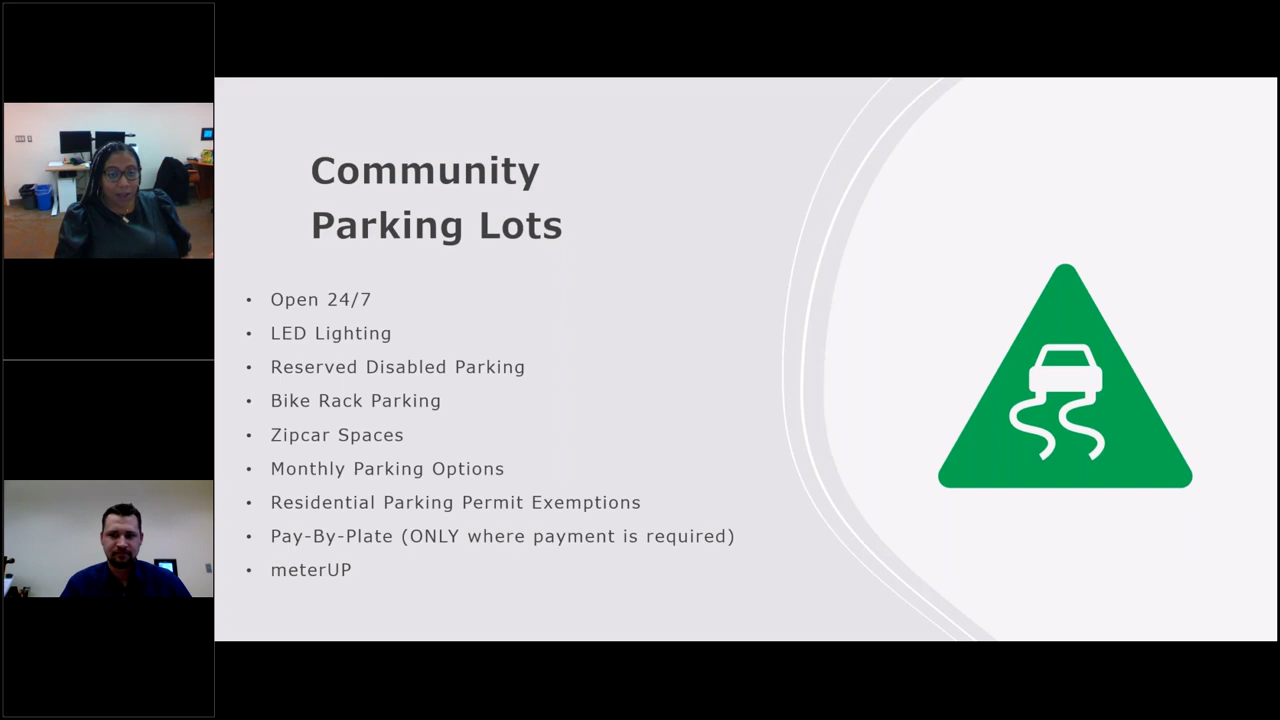 Community
Parking Lots
• Open 24/7
• LED Lighting
• Reserved Disabled Parking
• Bike Rack Parking
• Zipcar Spaces
• Monthly Parking Options
• Residential Parking Permit Exemptions
• Pay-By-Plate (ONLY where payment is required)
• meterUP